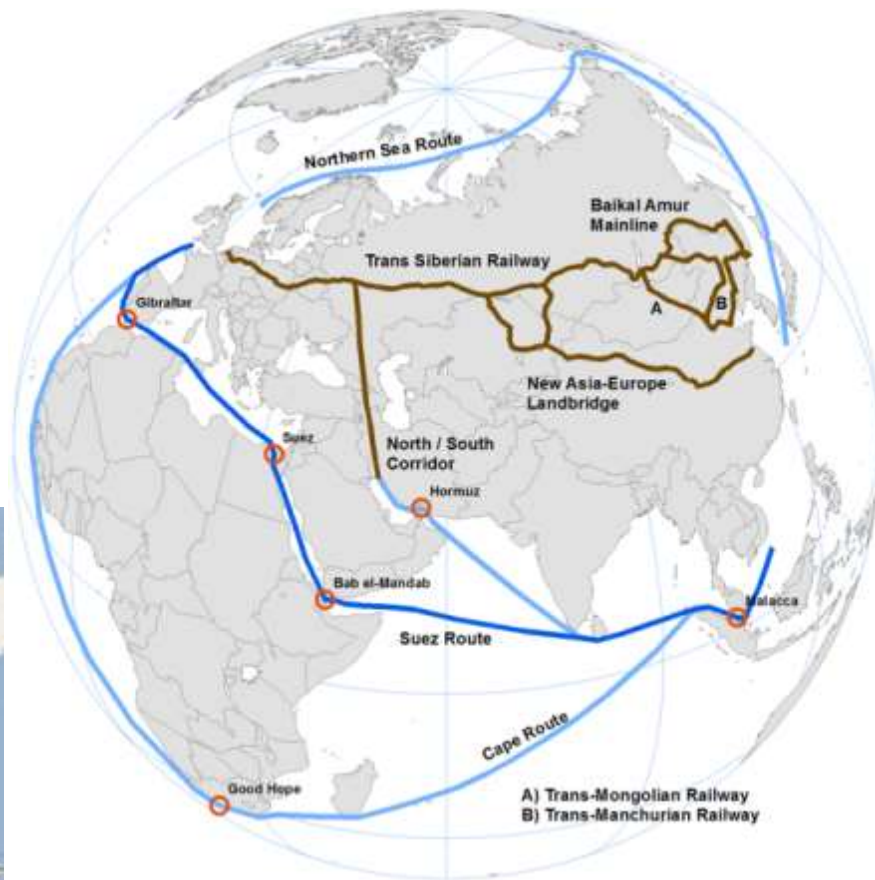 Northern Sea Route
Baikal Amur
Mainline
Trans Siberian Railway
A
B
Gibraltar
New Asia-Europe
Landbridge
Suez
North / South
Corridor
Hormuz
Bab el-Mandab
Malacca
Suez Route
Cape Route
Good Hope
A) Trans-Mongolian Railway
B) Trans-Manchurian Railway